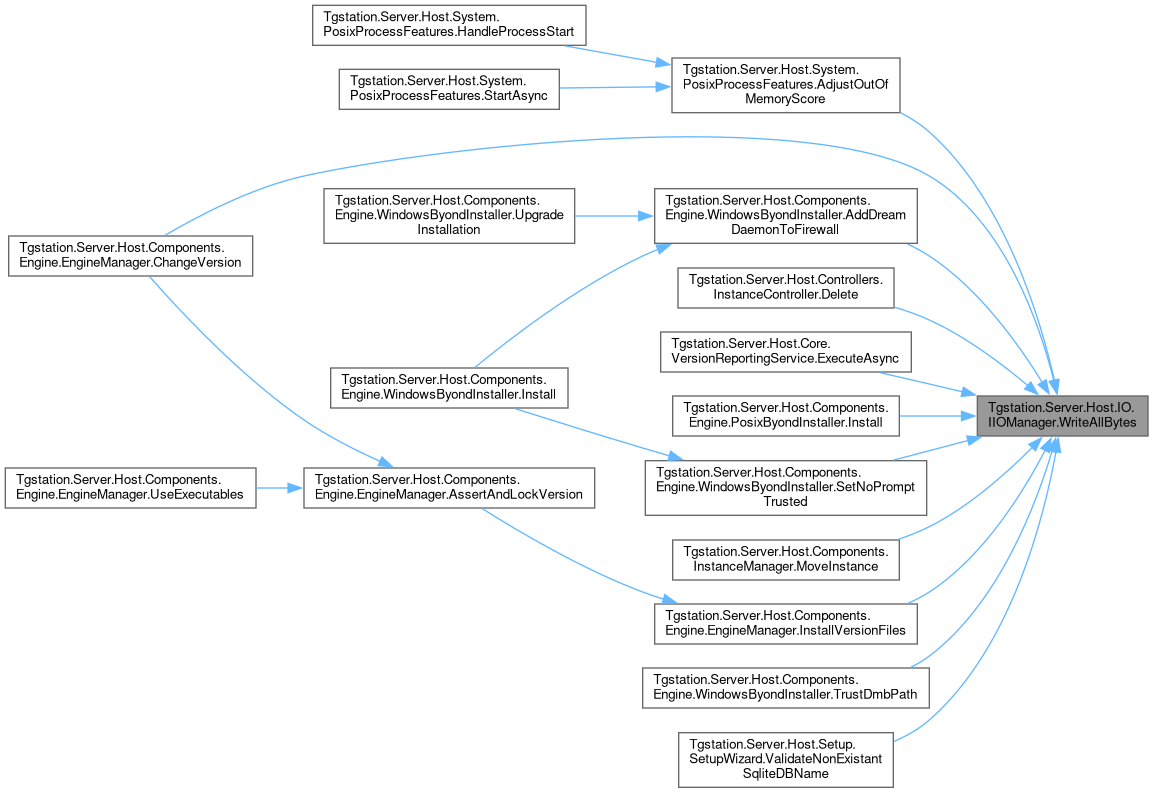 Tgstation.Server.Host.System.
PosixProcessFeatures.HandleProcessStart
Tgstation.Server.Host.System.
PosixProcessFeatures.StartAsync
Tgstation.Server.Host.System.
PosixProcessFeatures.AdjustOutOf
MemoryScore
Tgstation.Server.Host.Components.
Engine.WindowsByondInstaller.Upgrade
Installation
Tgstation.Server.Host.Components.
Engine.WindowsByondInstaller.AddDream
DaemonToFirewall
Tgstation.Server.Host.Components.
Engine.EngineManager.ChangeVersion
Tgstation.Server.Host.Controllers.
InstanceController.Delete
Tgstation.Server.Host.Core.
VersionReportingService.ExecuteAsync
Tgstation.Server.Host.Components.
Engine.WindowsByondInstaller.Install
Tgstation.Server.Host.Components.
Engine.PosixByondInstaller.Install
Tgstation.Server.Host.IO.
IIOManager.WriteAllBytes
Tgstation.Server.Host.Components.
Engine.EngineManager.UseExecutables
Tgstation.Server.Host.Components.
Engine.EngineManager.AssertAndLockVersion
Tgstation.Server.Host.Components.
Engine.WindowsByondInstaller.SetNoPrompt
Trusted
Tgstation.Server.Host.Components.
InstanceManager.MoveInstance
Tgstation.Server.Host.Components.
Engine.EngineManager.InstallVersionFiles
Tgstation.Server.Host.Components.
Engine.WindowsByondInstaller.TrustDmbPath
Tgstation.Server.Host.Setup.
SetupWizard.ValidateNonExistant
SqliteDBName